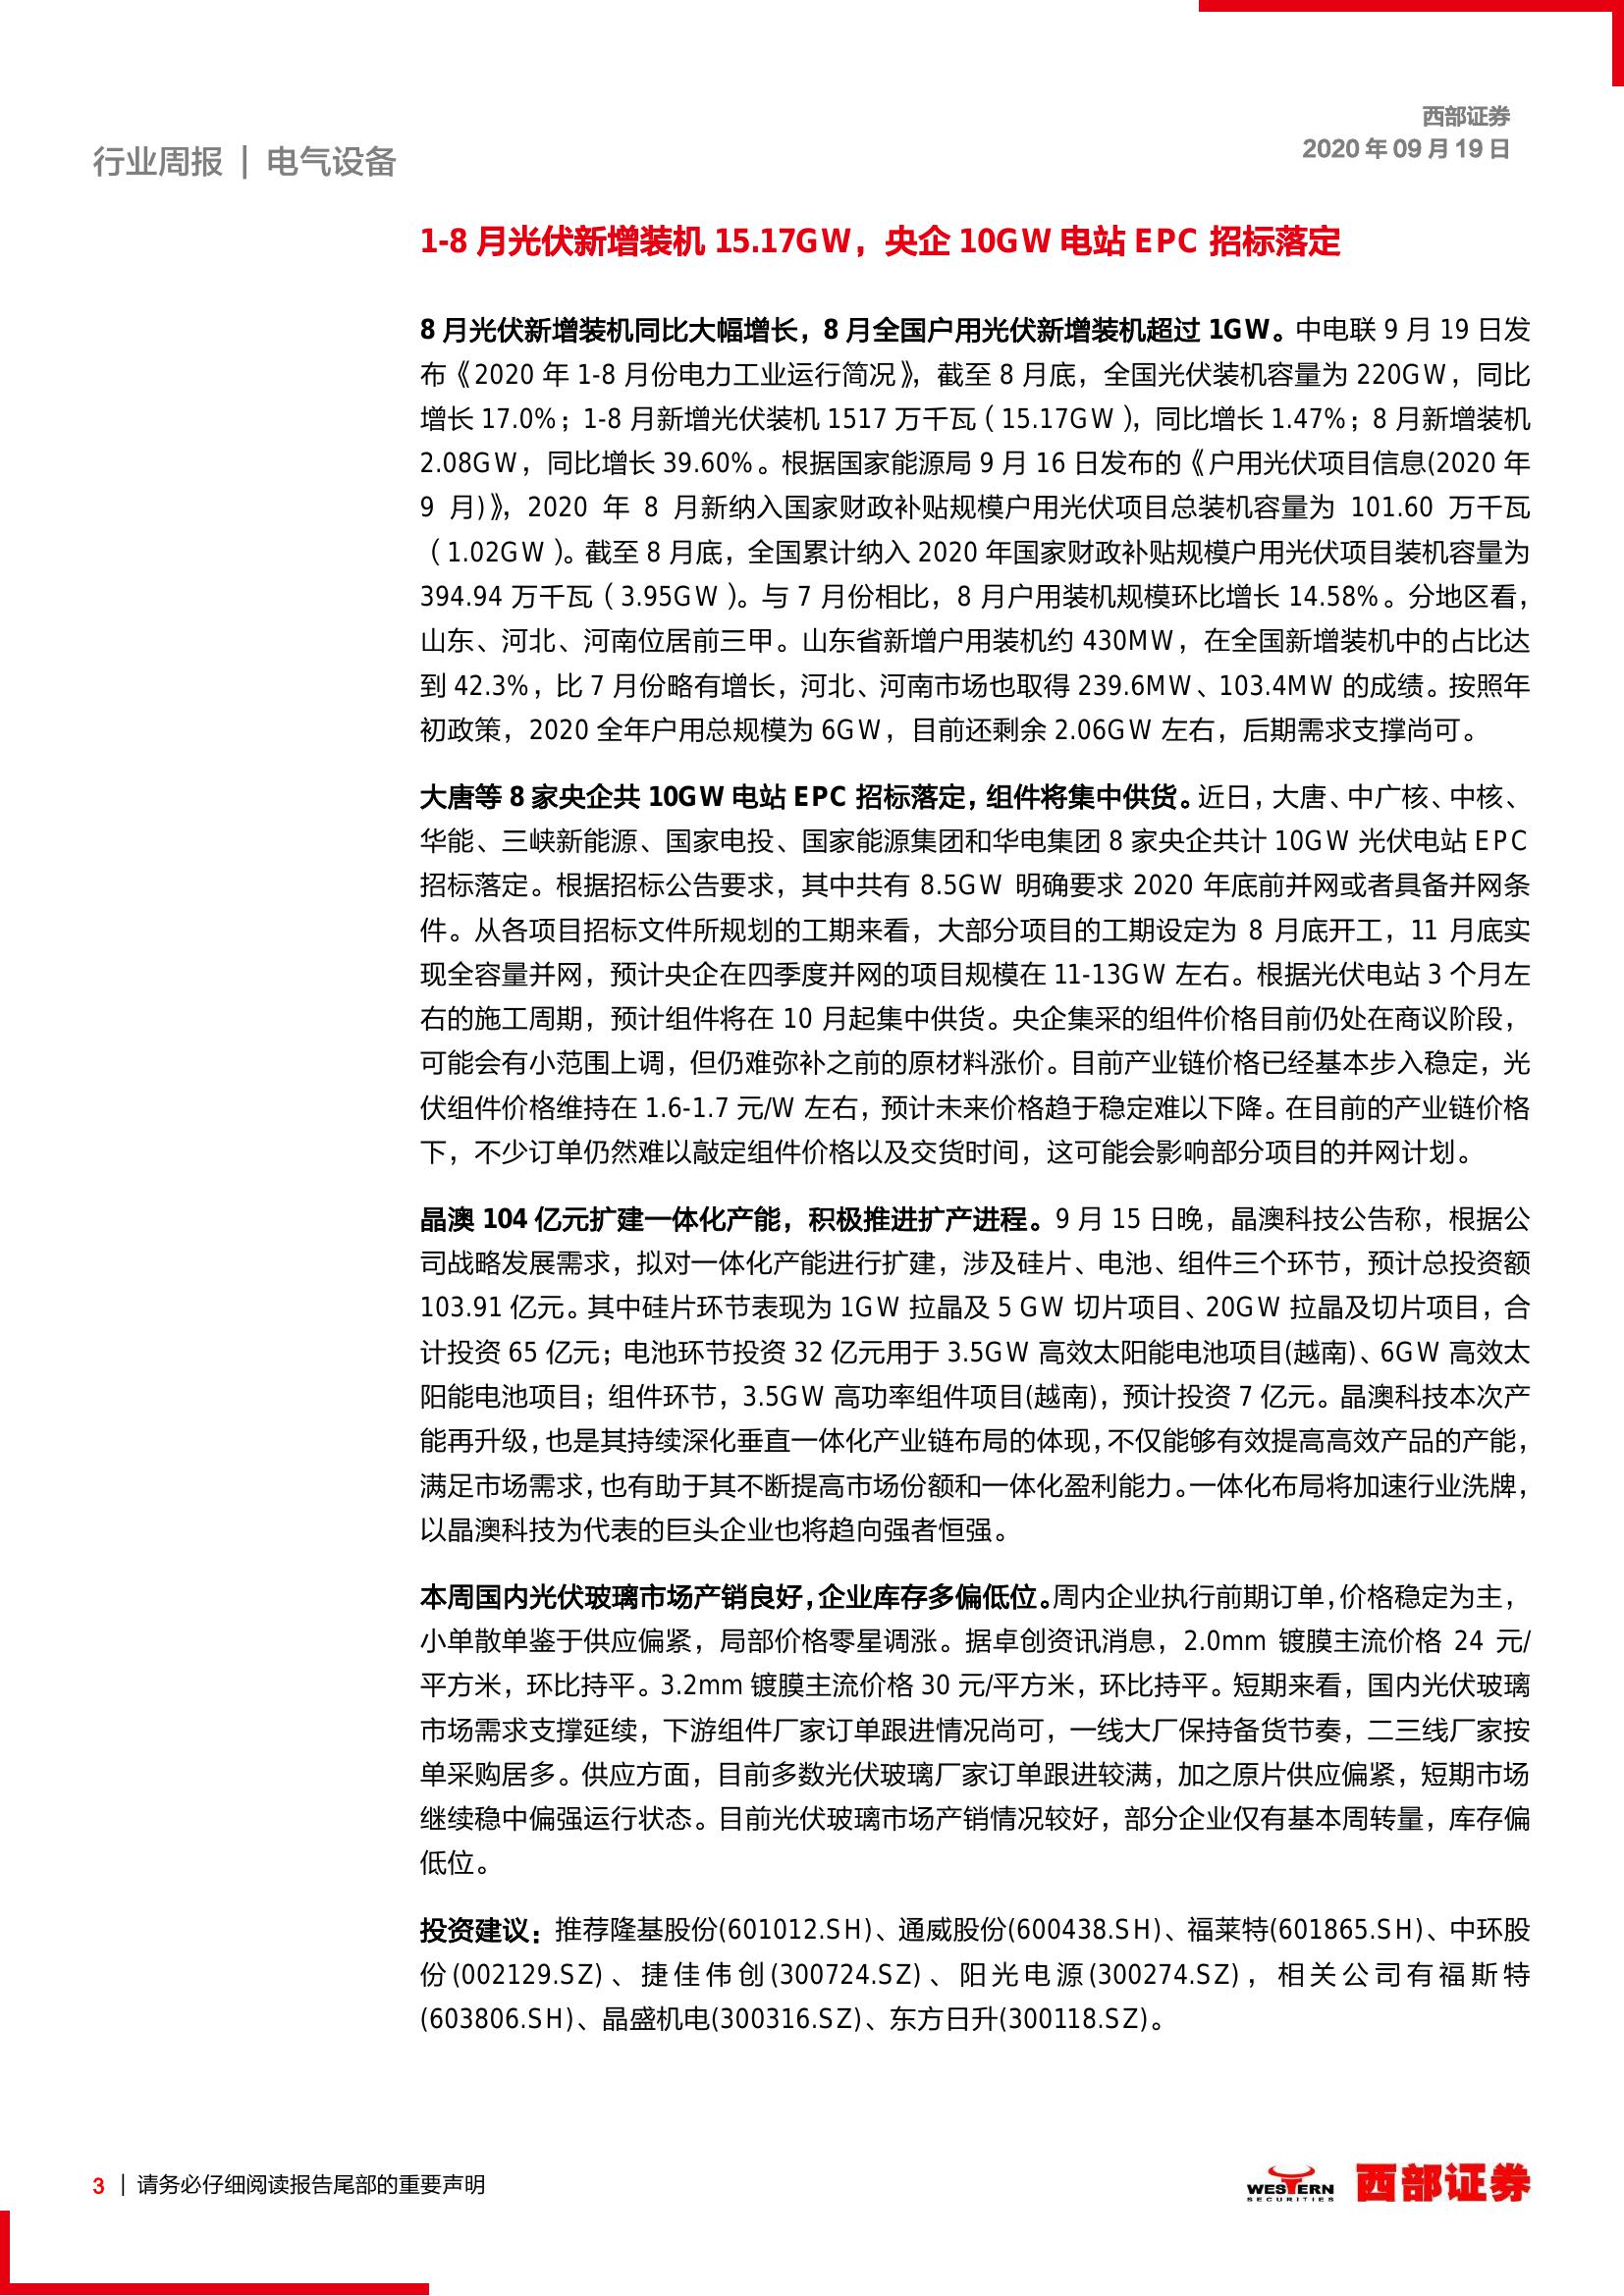 西部证券
2020 年 09 月 19 日
行业周报 | 电气设备
1-8 月光伏新增装机 15.17GW，央企 10GW 电站 EPC 招标落定
8 月光伏新增装机同比大幅增长，8 月全国户用光伏新增装机超过 1GW。中电联 9 月 19 日发
布《2020 年 1-8 月份电力工业运行简况》，截至 8 月底，全国光伏装机容量为 220GW，同比
增长 17.0%；1-8 月新增光伏装机 1517 万千瓦（15.17GW），同比增长 1.47%；8 月新增装机
2.08GW，同比增长 39.60%。根据国家能源局 9 月 16 日发布的《户用光伏项目信息(2020 年
9 月)》，2020 年 8 月新纳入国家财政补贴规模户用光伏项目总装机容量为 101.60 万千瓦
（1.02GW）。截至 8 月底，全国累计纳入 2020 年国家财政补贴规模户用光伏项目装机容量为
394.94 万千瓦（3.95GW）。与 7 月份相比，8 月户用装机规模环比增长 14.58%。分地区看，
山东、河北、河南位居前三甲。山东省新增户用装机约 430MW，在全国新增装机中的占比达
到 42.3%，比 7 月份略有增长，河北、河南市场也取得 239.6MW、103.4MW 的成绩。按照年
初政策，2020 全年户用总规模为 6GW，目前还剩余 2.06GW 左右，后期需求支撑尚可。
大唐等 8 家央企共 10GW 电站 EPC 招标落定，组件将集中供货。近日，大唐、中广核、中核、
华能、三峡新能源、国家电投、国家能源集团和华电集团 8 家央企共计 10GW 光伏电站 EPC
招标落定。根据招标公告要求，其中共有 8.5GW 明确要求 2020 年底前并网或者具备并网条
件。从各项目招标文件所规划的工期来看，大部分项目的工期设定为 8 月底开工，11 月底实
现全容量并网，预计央企在四季度并网的项目规模在 11-13GW 左右。根据光伏电站 3 个月左
右的施工周期，预计组件将在 10 月起集中供货。央企集采的组件价格目前仍处在商议阶段，
可能会有小范围上调，但仍难弥补之前的原材料涨价。目前产业链价格已经基本步入稳定，光
伏组件价格维持在 1.6-1.7 元/W 左右，预计未来价格趋于稳定难以下降。在目前的产业链价格
下，不少订单仍然难以敲定组件价格以及交货时间，这可能会影响部分项目的并网计划。
晶澳 104 亿元扩建一体化产能，积极推进扩产进程。9 月 15 日晚，晶澳科技公告称，根据公
司战略发展需求，拟对一体化产能进行扩建，涉及硅片、电池、组件三个环节，预计总投资额
103.91 亿元。其中硅片环节表现为 1GW 拉晶及 5 GW 切片项目、20GW 拉晶及切片项目，合
计投资 65 亿元；电池环节投资 32 亿元用于 3.5GW 高效太阳能电池项目(越南)、6GW 高效太
阳能电池项目；组件环节，3.5GW 高功率组件项目(越南)，预计投资 7 亿元。晶澳科技本次产
能再升级，也是其持续深化垂直一体化产业链布局的体现，不仅能够有效提高高效产品的产能，
满足市场需求，也有助于其不断提高市场份额和一体化盈利能力。一体化布局将加速行业洗牌，
以晶澳科技为代表的巨头企业也将趋向强者恒强。
本周国内光伏玻璃市场产销良好，企业库存多偏低位。周内企业执行前期订单，价格稳定为主，
小单散单鉴于供应偏紧，局部价格零星调涨。据卓创资讯消息，2.0mm 镀膜主流价格 24 元/
平方米，环比持平。3.2mm 镀膜主流价格 30 元/平方米，环比持平。短期来看，国内光伏玻璃
市场需求支撑延续，下游组件厂家订单跟进情况尚可，一线大厂保持备货节奏，二三线厂家按
单采购居多。供应方面，目前多数光伏玻璃厂家订单跟进较满，加之原片供应偏紧，短期市场
继续稳中偏强运行状态。目前光伏玻璃市场产销情况较好，部分企业仅有基本周转量，库存偏
低位。
投资建议：推荐隆基股份(601012.SH)、通威股份(600438.SH)、福莱特(601865.SH)、中环股
份(002129.SZ)、捷佳伟创(300724.SZ)、阳光电源(300274.SZ)，相关公司有福斯特
(603806.SH)、晶盛机电(300316.SZ)、东方日升(300118.SZ)。
3 | 请务必仔细阅读报告尾部的重要声明
WESTERN
SECURITIES
西部证券